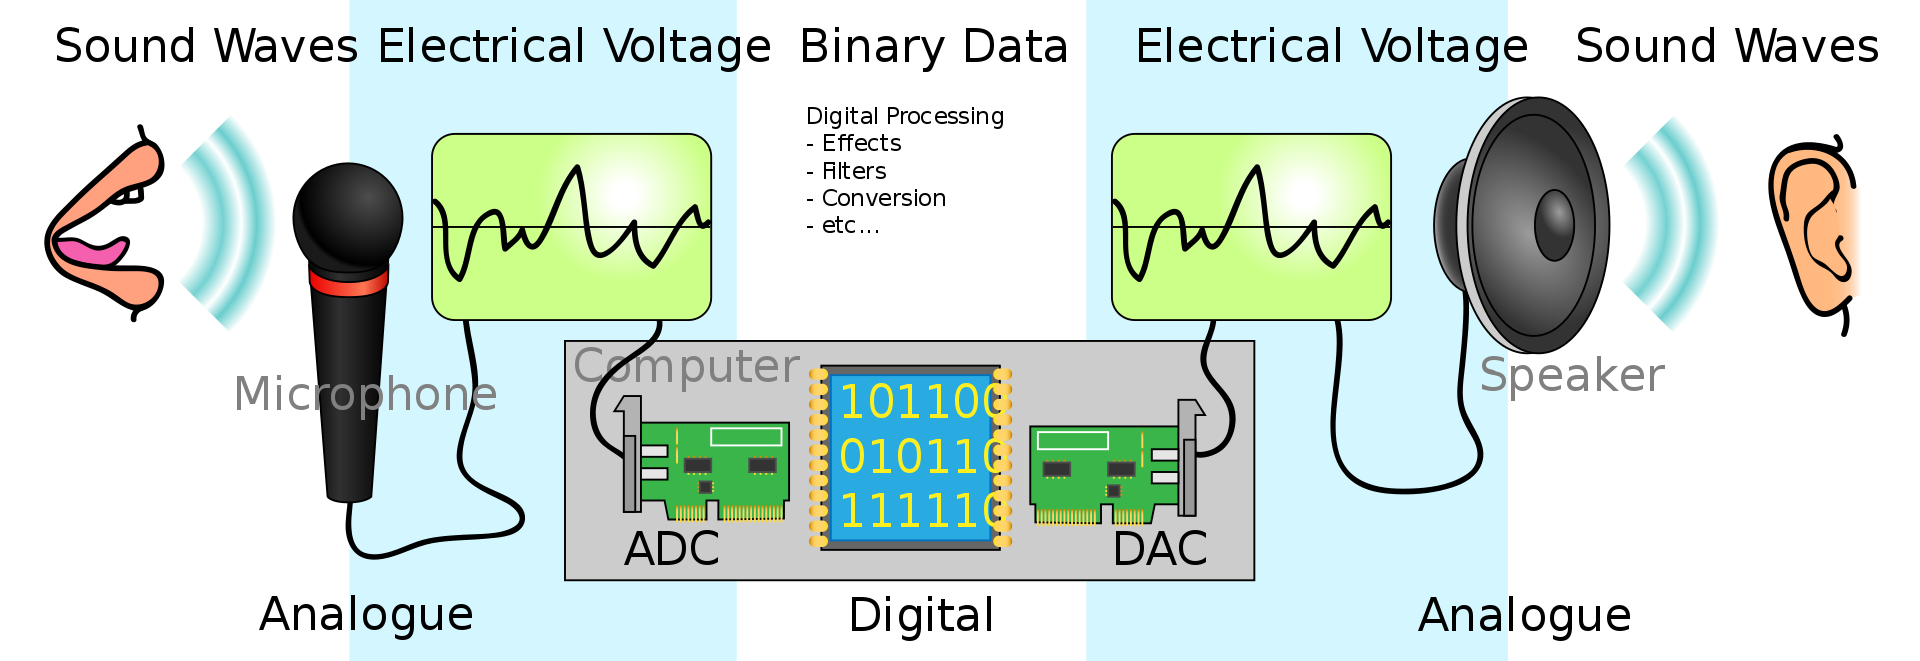 Sound Waves
Electrical Voltage
Binary Data
Electrical Voltage
Sound Waves
Digital Processing
- Effects
- Filters
- Conversion
- etc...
Microphone
Computer
Speaker
101100
010110
111110
ADC
DAC
Analogue
Digital
Analogue